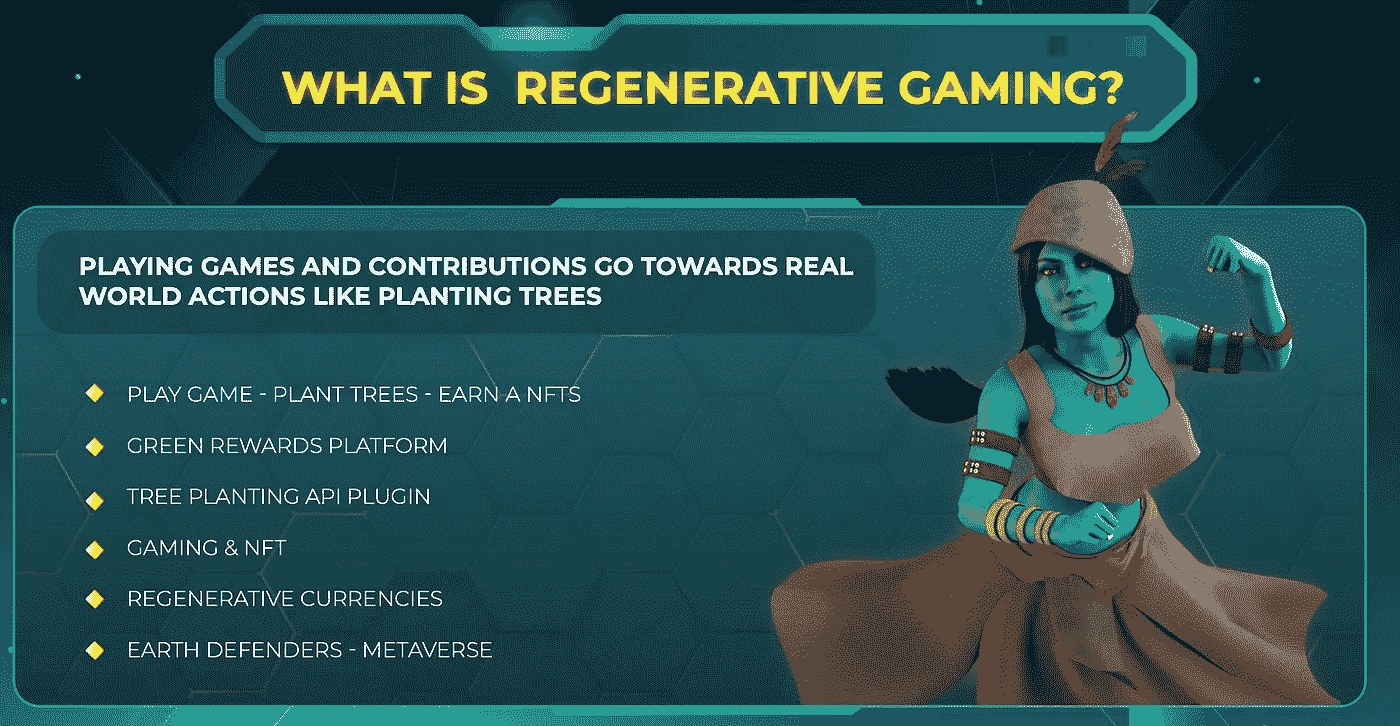 WHAT IS REGENERATIVE GAMING?
PLAYING GAMES AND CONTRIBUTIONS GO TOWARDS REAL
WORLD ACTIONS LIKE PLANTING TREES
PLAY GAME - PLANT TREES - EARN A NFTS
GREEN REWARDS PLATFORM
TREE PLANTING API PLUGIN
GAMING & NFT
REGENERATIVE CURRENCIES
EARTH DEFENDERS - METAVERSE